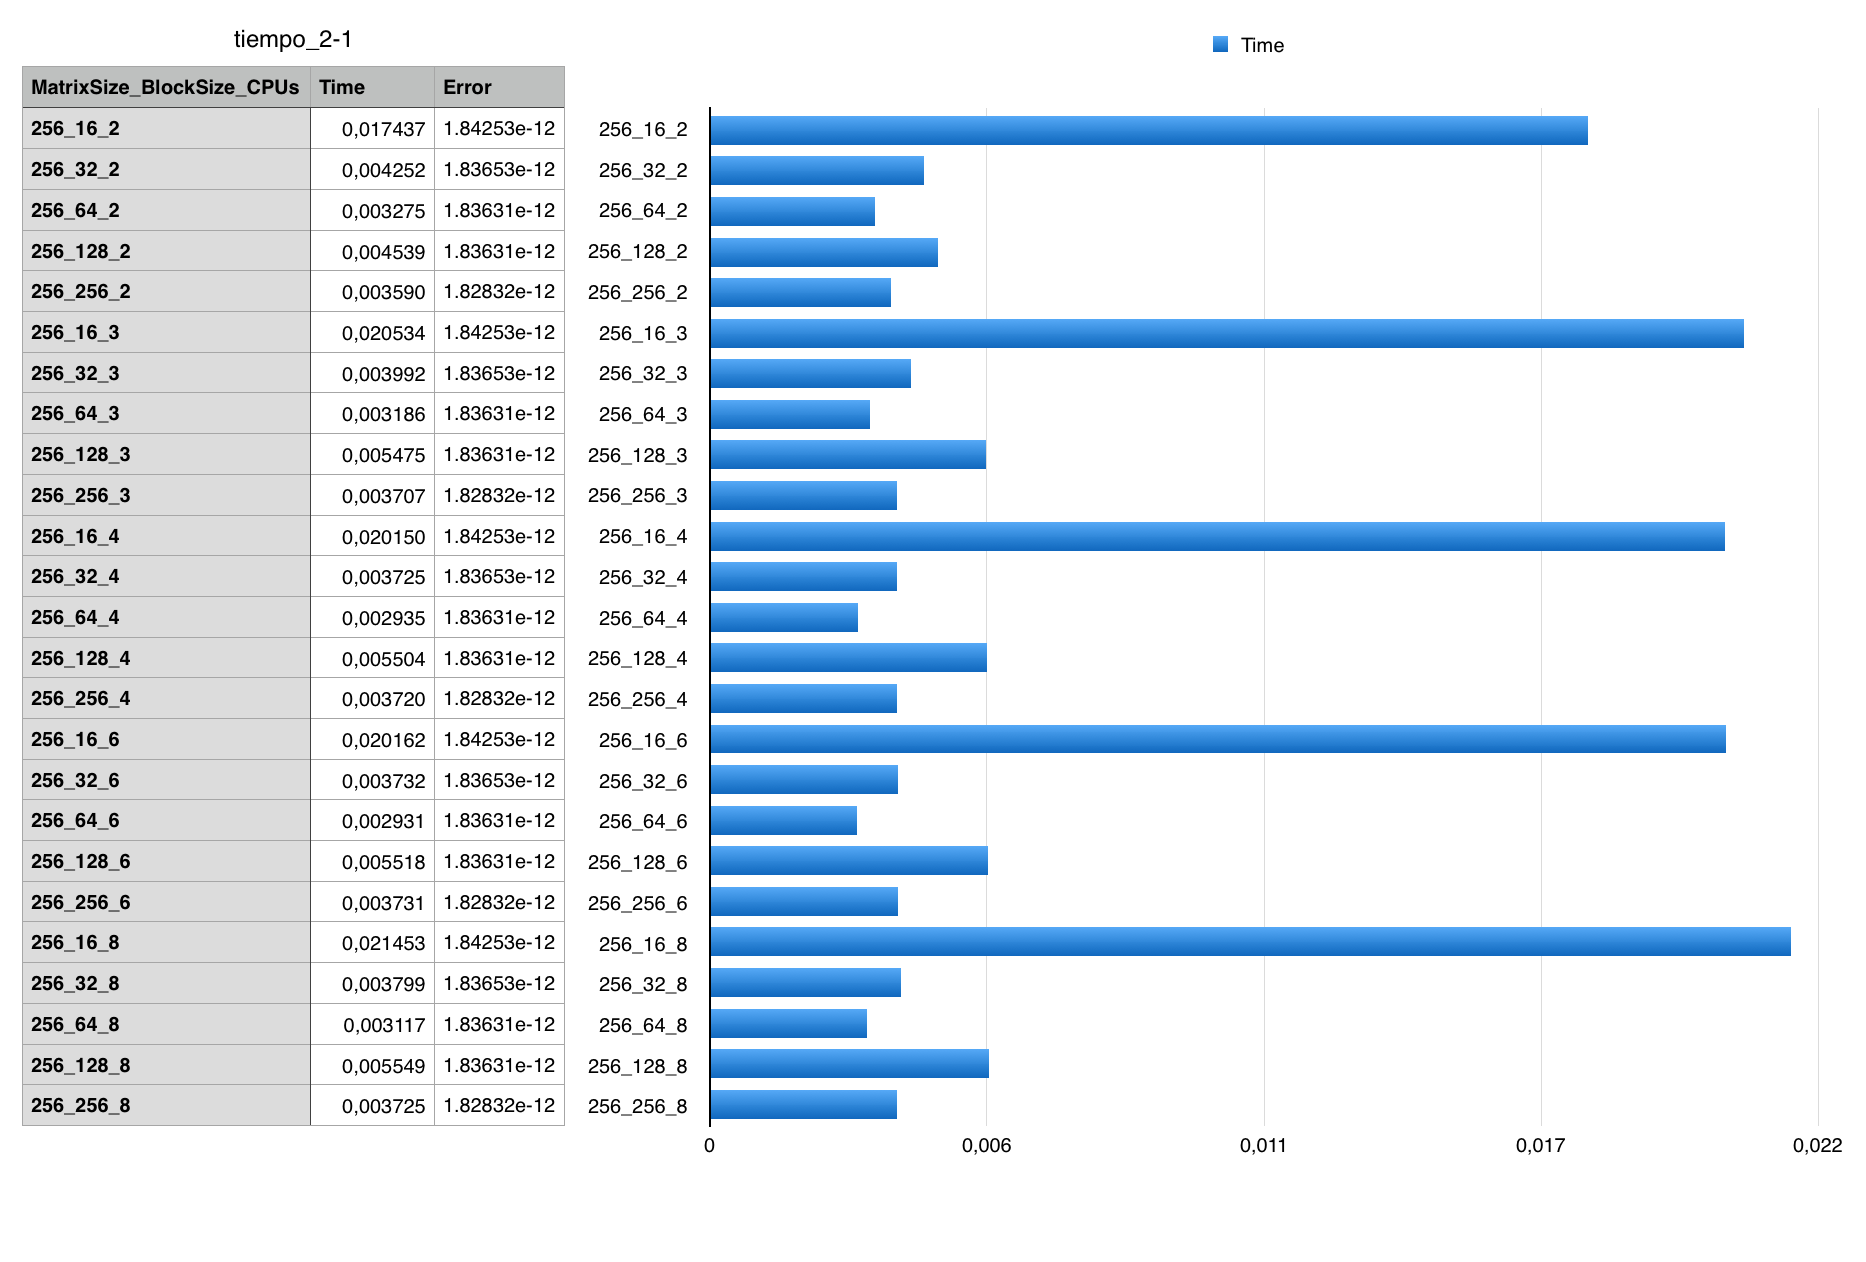 tiempo_2-1
MatrixSize_BlockSize_CPUs Time Error
256_16_2 0,017437 1.84253e-12
256_32_2 0,004252 1.83653e-12
256_64_2 0,003275 1.83631e-12
256_128_2 0,004539 1.83631e-12
256_256_2 0,003590 1.82832e-12
256_16_3 0,020534 1.84253e-12
256_32_3 0,003992 1.83653e-12
256_64_3 0,003186 1.83631e-12
256_128_3 0,005475 1.83631e-12
256_256_3 0,003707 1.82832e-12
256_16_4 0,020150 1.84253e-12
256_32_4 0,003725 1.83653e-12
256_64_4 0,002935 1.83631e-12
256_128_4 0,005504 1.83631e-12
256_256_4 0,003720 1.82832e-12
256_16_6 0,020162 1.84253e-12
256_32_6 0,003732 1.83653e-12
256_64_6 0,002931 1.83631e-12
256_128_6 0,005518 1.83631e-12
256_256_6 0,003731 1.82832e-12
256_16_8 0,021453 1.84253e-12
256_32_8 0,003799 1.83653e-12
256_64_8 0,003117 1.83631e-12
256_128_8 0,005549 1.83631e-12
256_256_8 0,003725 1.82832e-12
Time
256_16_2
256_32_2
256_64_2
256_128_2
256_256_2
256_16_3
256_32_3
256_64_3
256_128_3
256_256_3
256_16_4
256_32_4
256_64_4
256_128_4
256_256_4
256_16_6
256_32_6
256_64_6
256_128_6
256_256_6
256_16_8
256_32_8
256_64_8
256_128_8
256_256_8
0 0,006 0,011 0,017 0,022